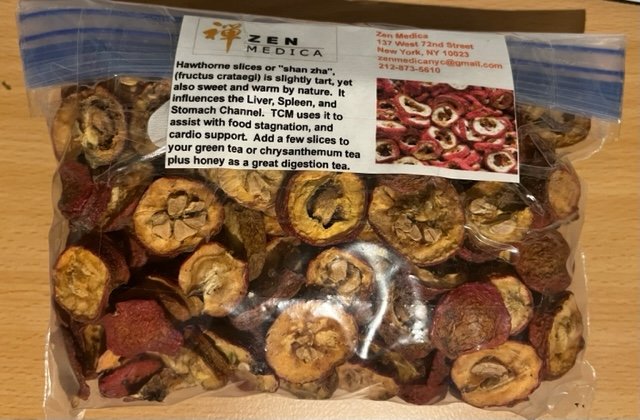 禅 ZEN
MEDICA
Hawthorne slices or "shan zha",
(fructus crataegi) is slightly tart, yet
also sweet and warm by nature. It
influences the Liver, Spleen, and
Stomach Channel. TCM uses it to
assist with food stagnation, and
cardio support. Add a few slices to
your green tea or chrysanthemum tea
plus honey as a great digestion tea.
Zen Medica
137 West 72nd Street
New York, NY 10023
zenmedicanyc@gmail.com
212-873-5610